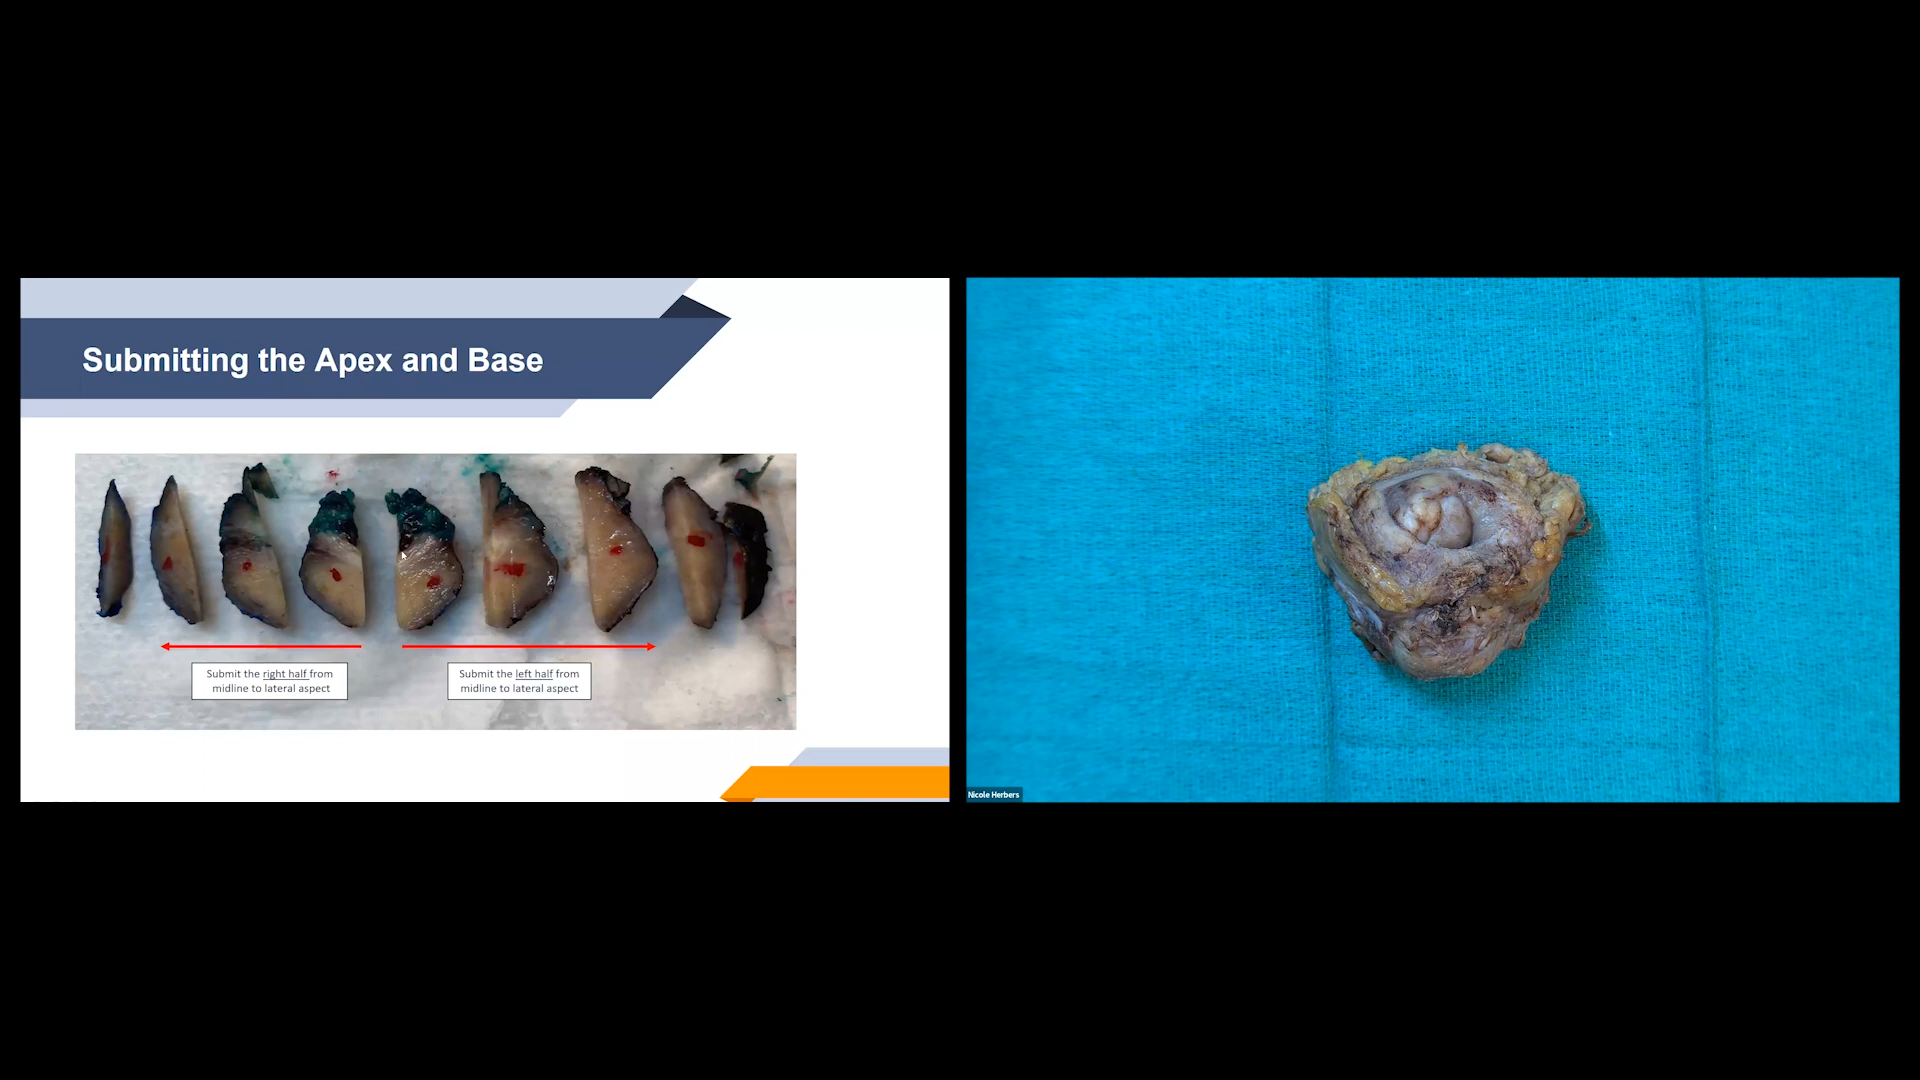 Submitting the Apex and Base
Submit the right half from
midline to lateral aspect
Submit the left half from
midline to lateral aspect
Nicole Herbers